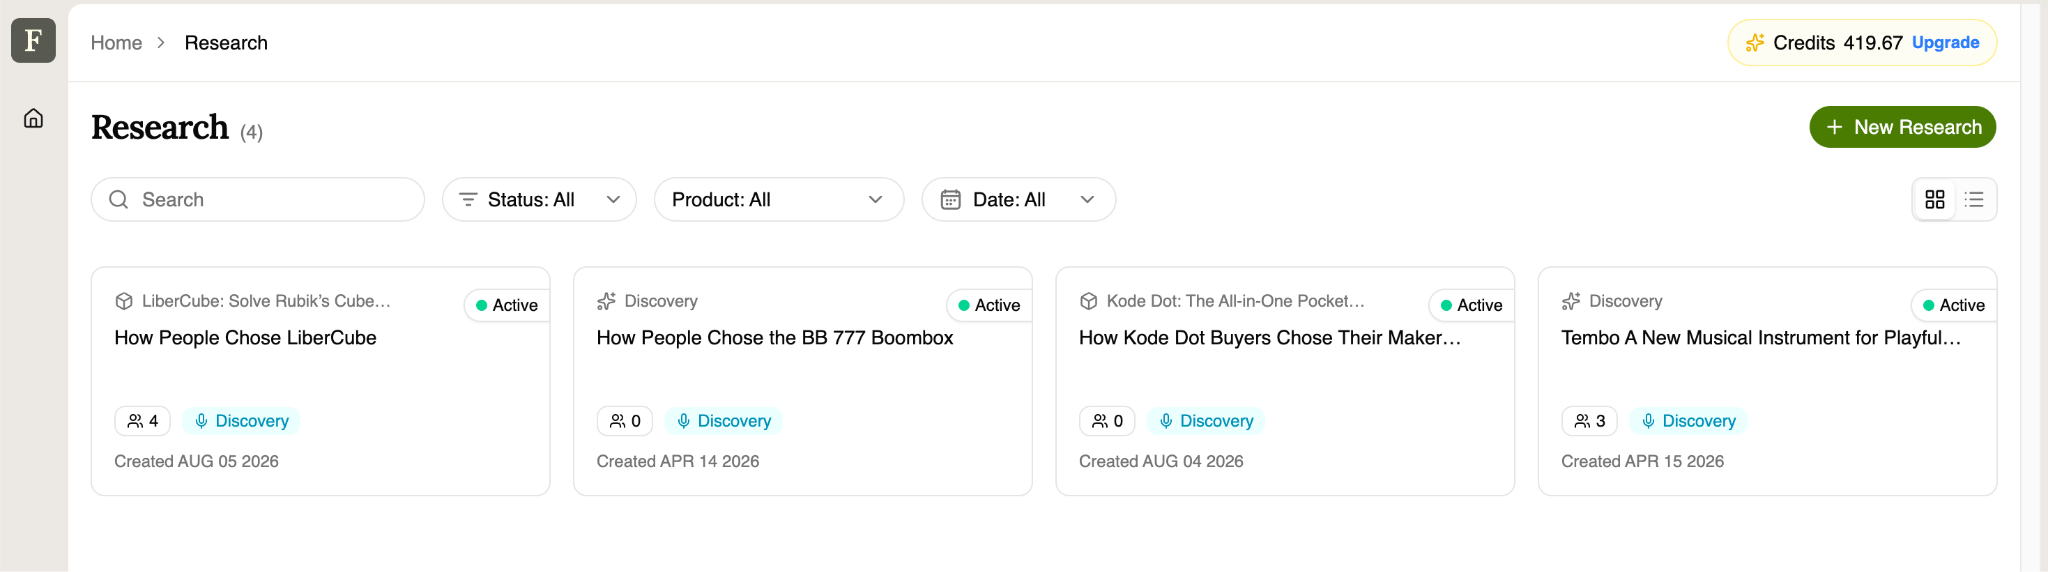 F
Home > Research
Credits 419.67 Upgrade
Research (4)
+ New Research
Search
Status: All
Product: All
Date: All
LiberCube: Solve Rubik’s Cube…
Active
How People Chose LiberCube
4
Discovery
Created AUG 05 2026
Discovery
Active
How People Chose the BB 777 Boombox
0
Discovery
Created APR 14 2026
Kode Dot: The All-in-One Pocket…
Active
How Kode Dot Buyers Chose Their Maker…
0
Discovery
Created AUG 04 2026
Discovery
Active
Tembo A New Musical Instrument for Playful…
3
Discovery
Created APR 15 2026